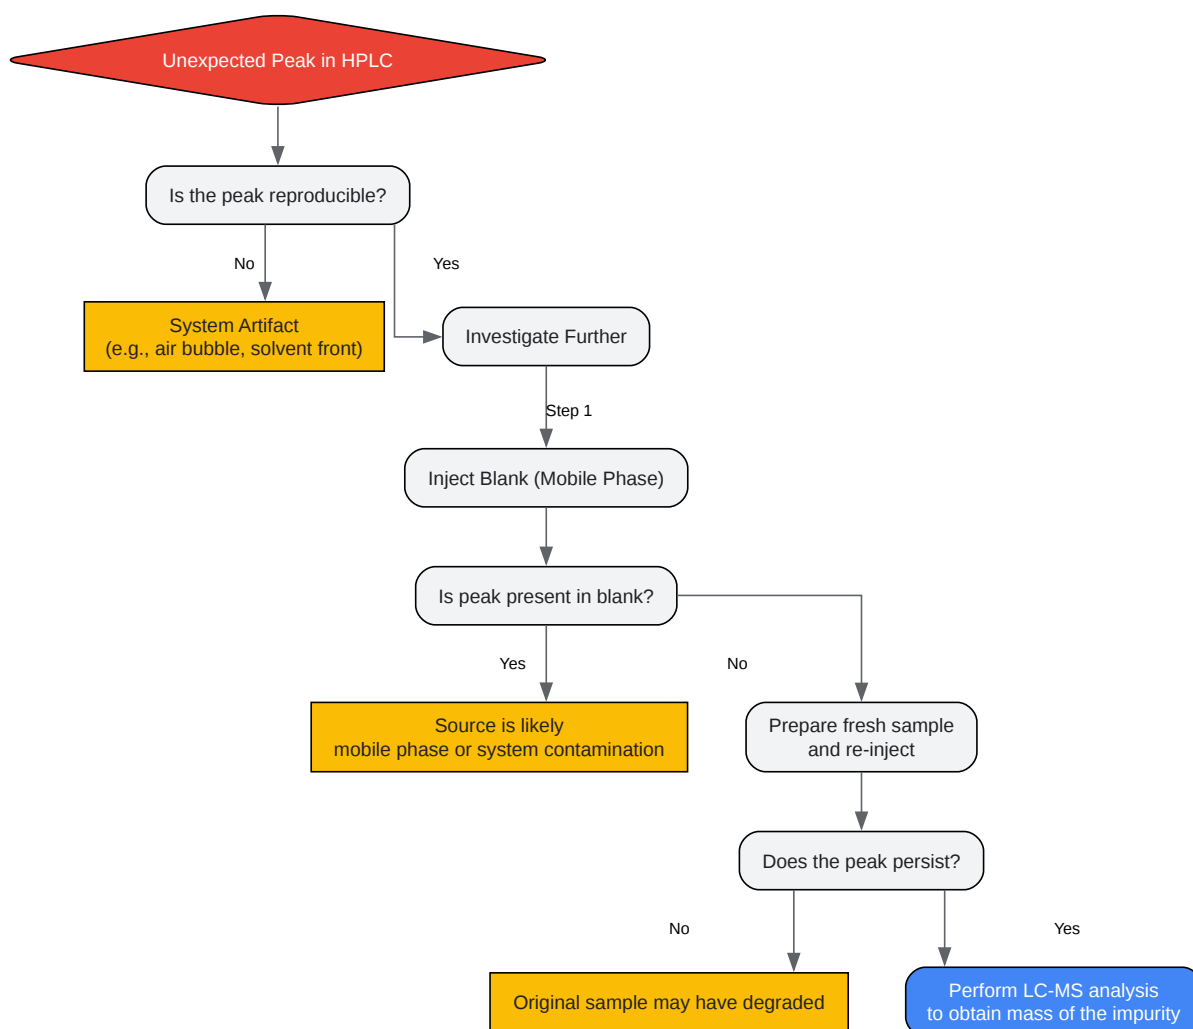 Unexpected Peak in HPLC
Is the peak reproducible?
No
Yes
System Artifact
(e.g., air bubble, solvent front)
Investigate Further
Step 1
Inject Blank (Mobile Phase)
Is peak present in blank?
Yes
No
Source is likely
mobile phase or system contamination
Prepare fresh sample
and re-inject
Does the peak persist?
No
Yes
Original sample may have degraded
Perform LC-MS analysis
to obtain mass of the impurity